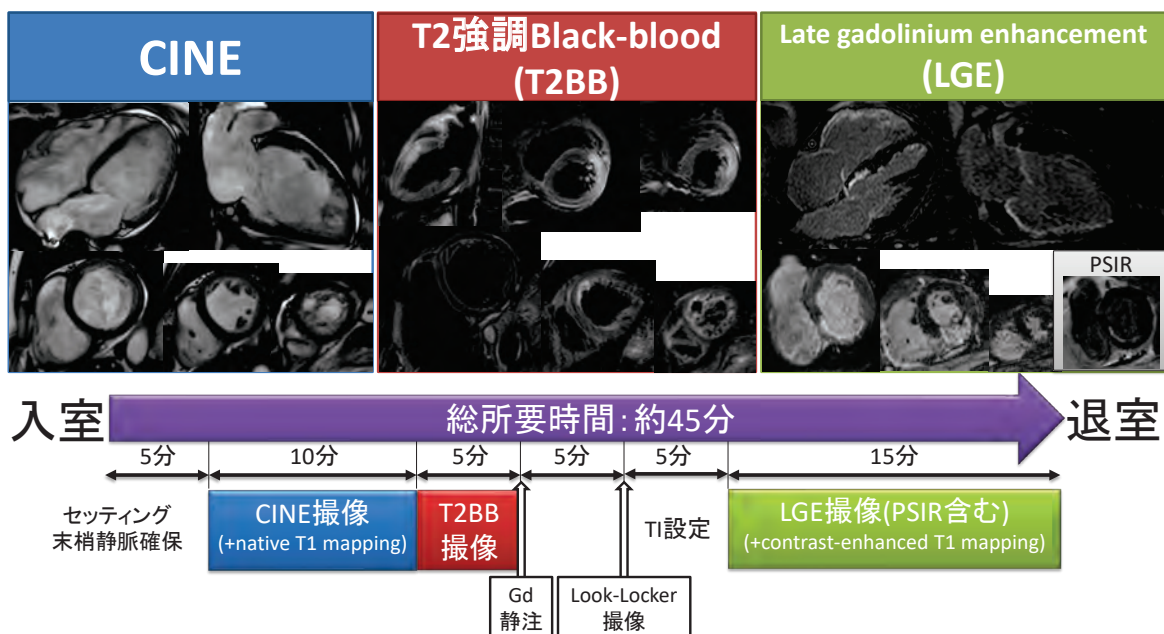 CINE
T2強調Black-blood
(T2BB)
Late gadolinium enhancement
(LGE)
PSIR
入室
総所要時間：約45分
退室
5分
10分
5分
5分
5分
15分
セッティング
末梢静脈確保
CINE撮像
(+native T1 mapping)
T2BB
撮像
TI設定
LGE撮像(PSIR含む)
(+contrast-enhanced T1 mapping)
Gd
静注
Look-Locker
撮像